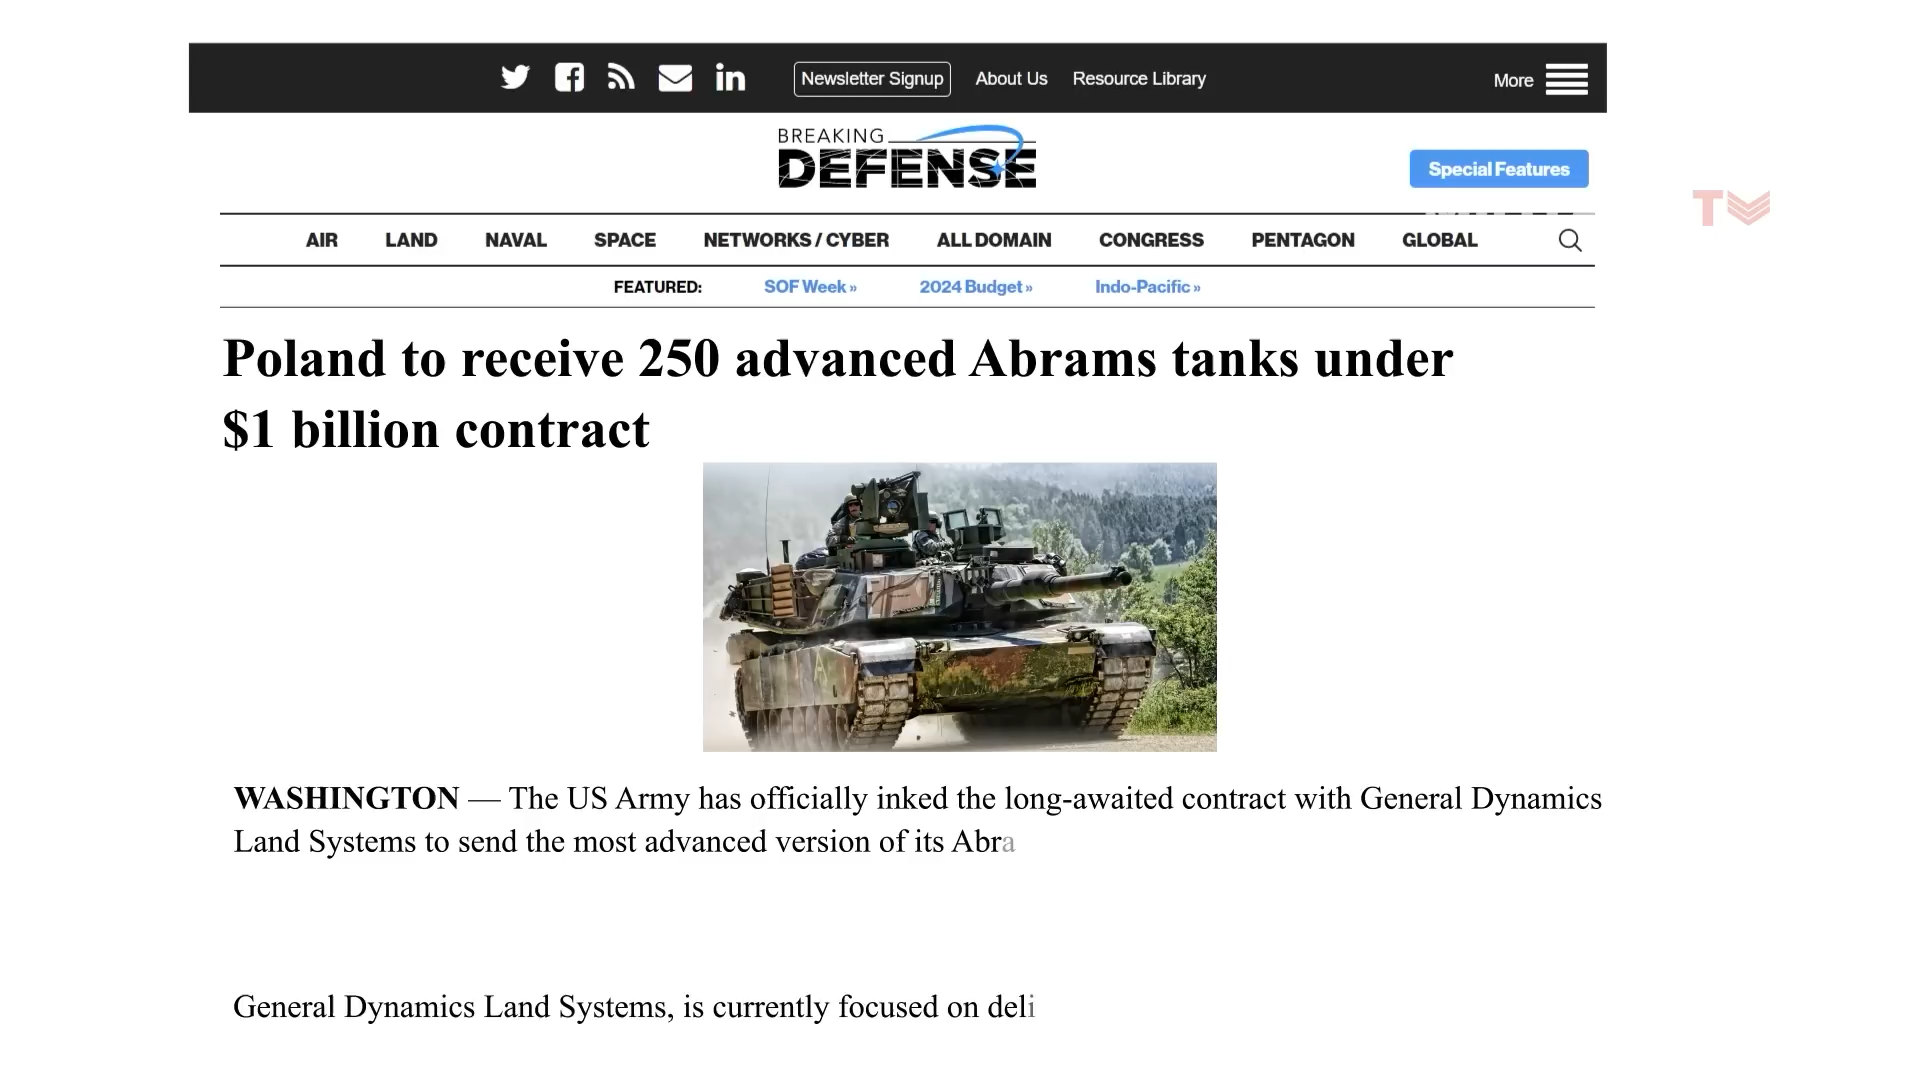 Newsletter Signup About Us Resource Library More
BREAKING
DEFENSE
Special Features
T
AIR LAND NAVAL SPACE NETWORKS / CYBER ALL DOMAIN CONGRESS PENTAGON GLOBAL
FEATURED: SOF Week » 2024 Budget » Indo-Pacific »
Poland to receive 250 advanced Abrams tanks under
$1 billion contract
WASHINGTON — The US Army has officially inked the long-awaited contract with General Dynamics
Land Systems to send the most advanced version of its Abra
General Dynamics Land Systems, is currently focused on deli